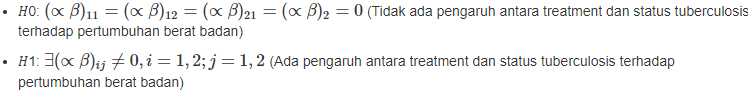 • H0: (∝ β)₁₁ = (∝ β)₁₂ = (∝ β)₂₁ = (∝ β)₂ = 0 (Tidak ada pengaruh antara treatment dan status tuberculosis
terhadap pertumbuhan berat badan)
• H1: ∃(∝ β)ᵢⱼ ≠ 0, i = 1, 2; j = 1, 2 (Ada pengaruh antara treatment dan status tuberculosis terhadap
pertumbuhan berat badan)